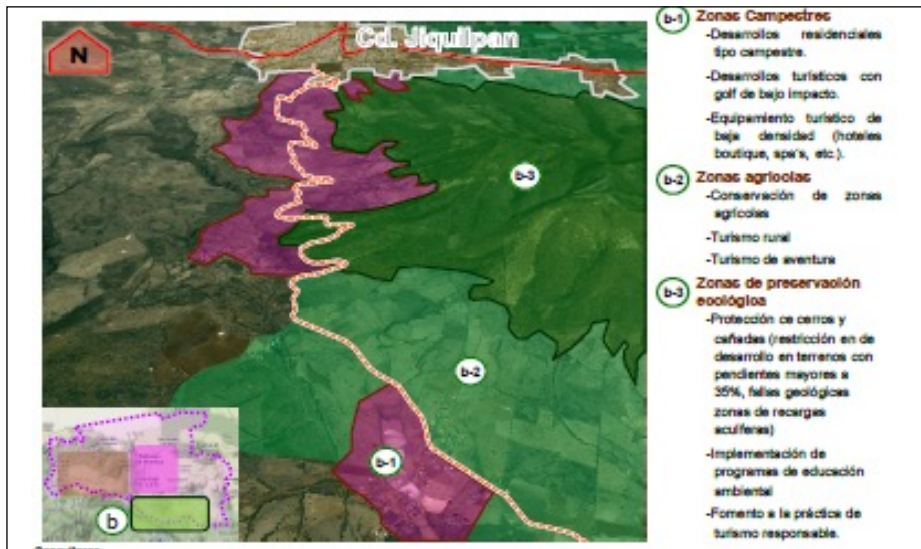 N
Cd. Jiquilpan
b-3
b-2
b-1
b
b-1 Zonas Campestres
-Desarrollos residenciales
tipo campestre.
-Desarrollos turísticos con
golf de bajo impacto.
-Equipamiento turístico de
baja densidad (hoteles
boutique, spa's, etc.).
b-2 Zonas agrícolas
-Conservación de zonas
agrícolas
-Turismo rural
-Turismo de aventura
b-3 Zonas de preservación
ecológica
-Protección ce cerros y
cañadas (restricción en de
desarrollo en terrenos con
pendientes mayores a
35%, fallas geológicas
zonas de recargas
acuíferas)
-Implementación de
programas de educación
ambiental
-Fomento a la práctica de
turismo responsable.